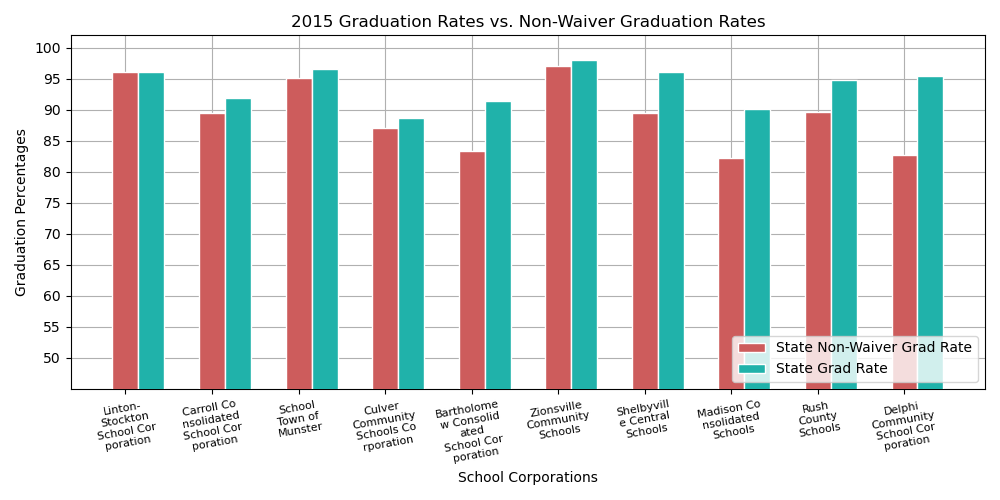 2015 Graduation Rates vs. Non-Waiver Graduation Rates
Graduation Percentages
100
95
90
85
80
75
70
65
60
55
50
State Non-Waiver Grad Rate
State Grad Rate
Linton-
Stockton
School Cor
poration
Carroll Co
nsolidated
School Cor
poration
School
Town of
Munster
Culver
Community
Schools Co
rporation
Bartholome
w Consolid
ated
School Cor
poration
Zionsville
Community
Schools
Shelbyvill
e Central
Schools
Madison Co
nsolidated
Schools
Rush
County
Schools
Delphi
Community
School Cor
poration
School Corporations